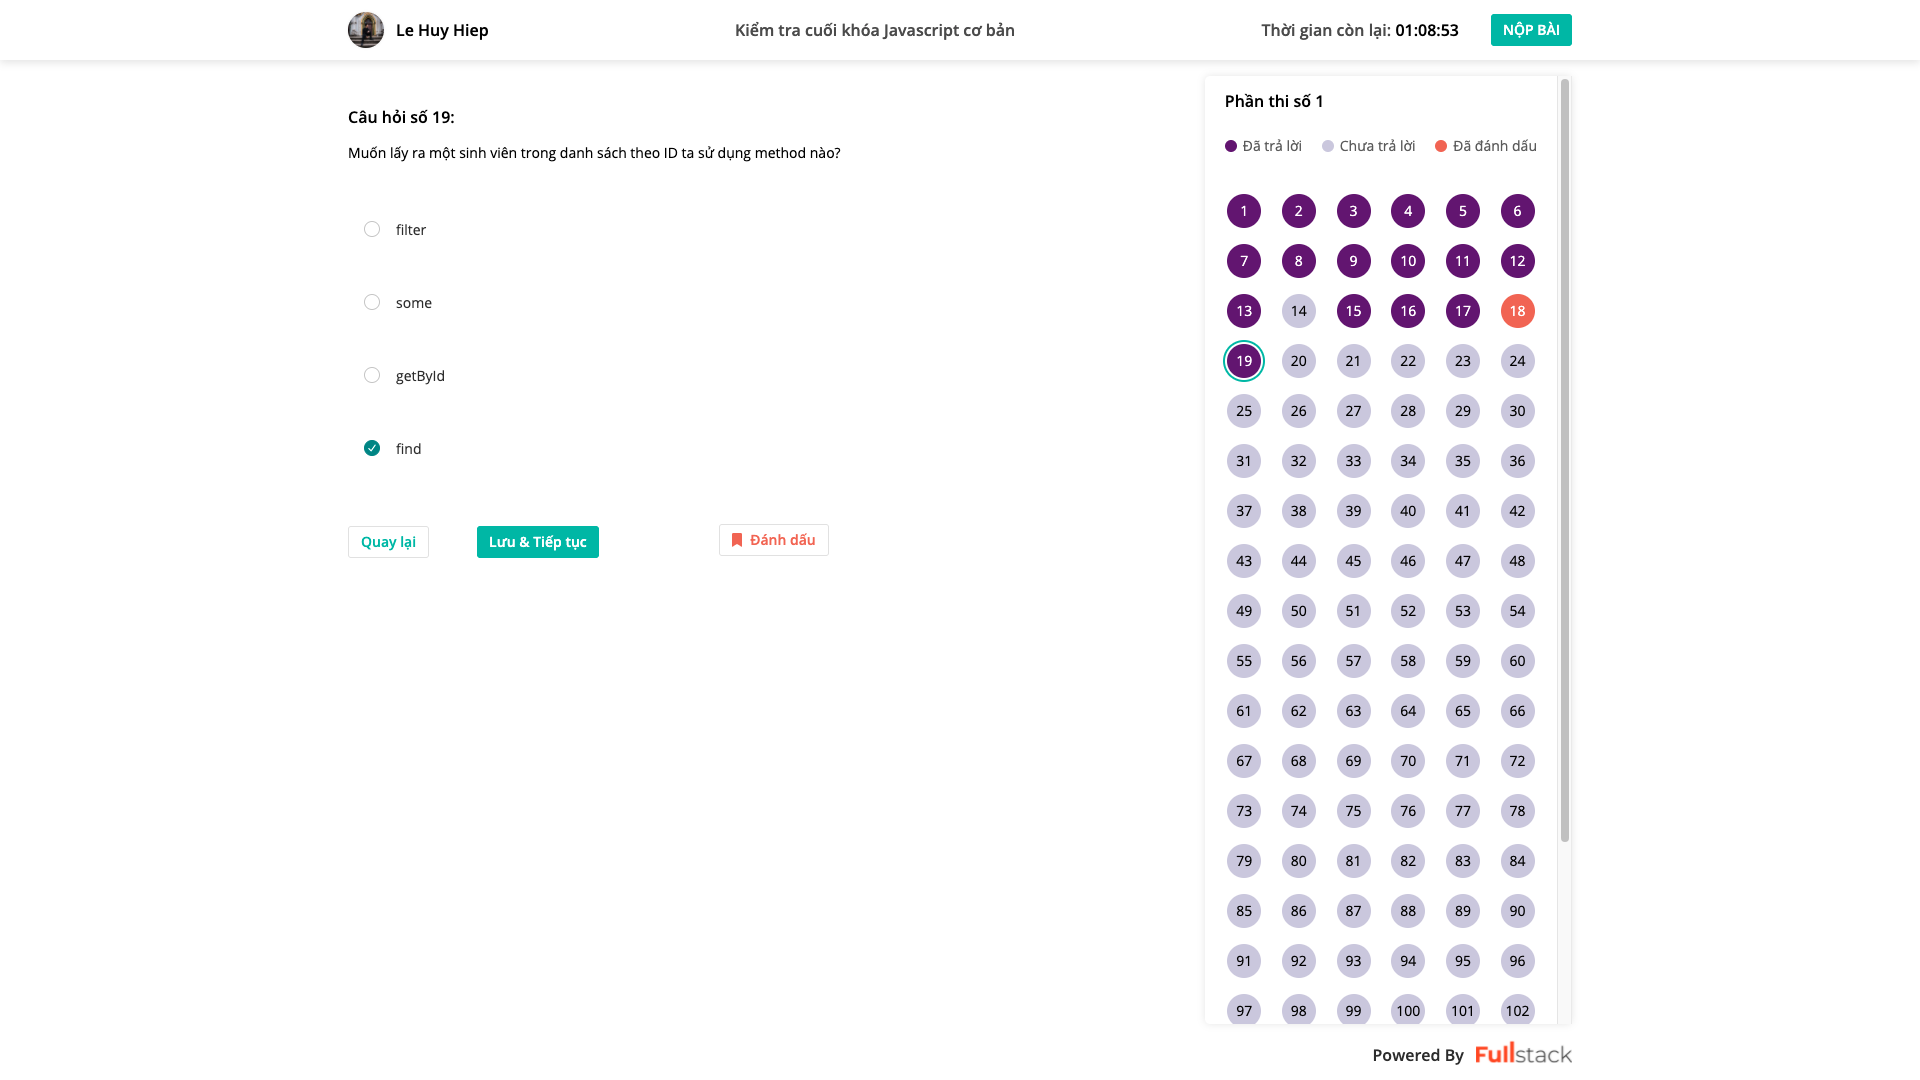 Le Huy Hiep
Kiểm tra cuối khóa Javascript cơ bản
Thời gian còn lại: 01:08:53
NỘP BÀI
Câu hỏi số 19:
Muốn lấy ra một sinh viên trong danh sách theo ID ta sử dụng method nào?
filter
some
getById
find
Quay lại
Lưu & Tiếp tục
Đánh dấu
Phần thi số 1
Đã trả lời
Chưa trả lời
Đã đánh dấu
1 2 3 4 5 6
7 8 9 10 11 12
13 14 15 16 17 18
19 20 21 22 23 24
25 26 27 28 29 30
31 32 33 34 35 36
37 38 39 40 41 42
43 44 45 46 47 48
49 50 51 52 53 54
55 56 57 58 59 60
61 62 63 64 65 66
67 68 69 70 71 72
73 74 75 76 77 78
79 80 81 82 83 84
85 86 87 88 89 90
91 92 93 94 95 96
97 98 99 100 101 102
Powered By Fullstack